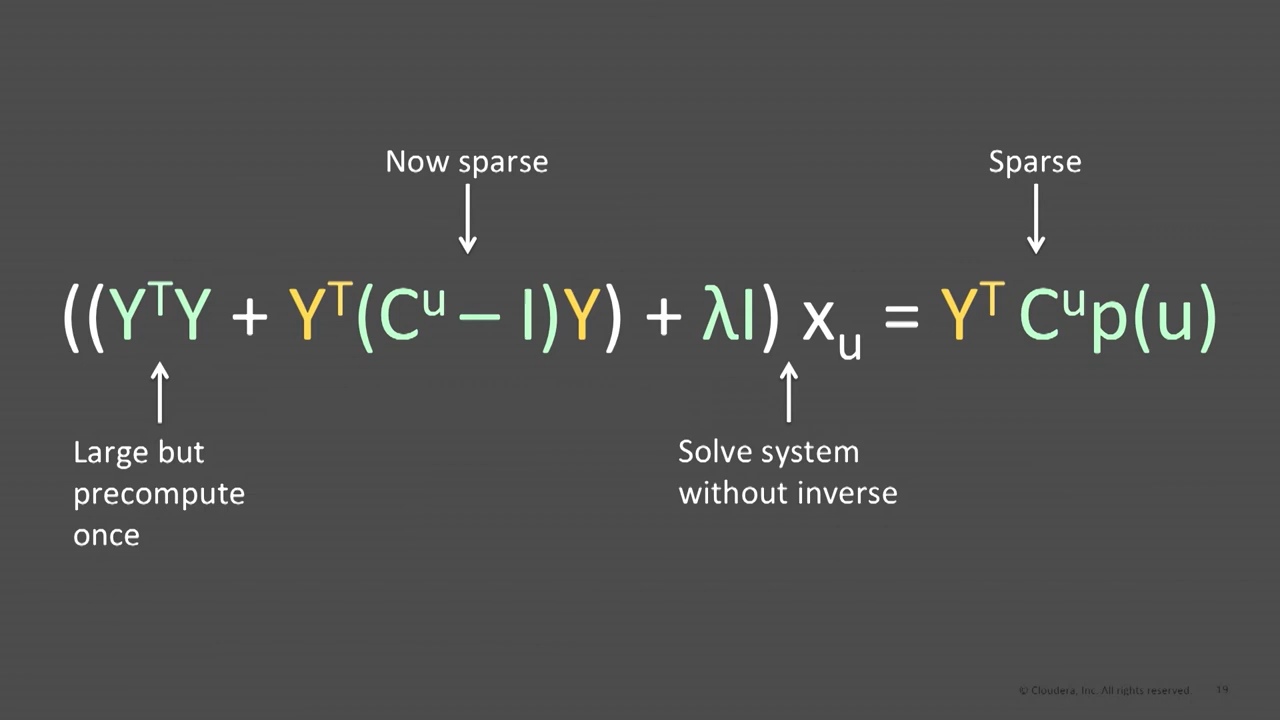 Now sparse
Sparse
((YᵀY + Yᵀ(Cᵘ – I)Y) + λI) xᵤ = Yᵀ Cᵘp(u)
Large but
precompute
once
Solve system
without inverse
© Cloudera, Inc. All rights reserved. 19